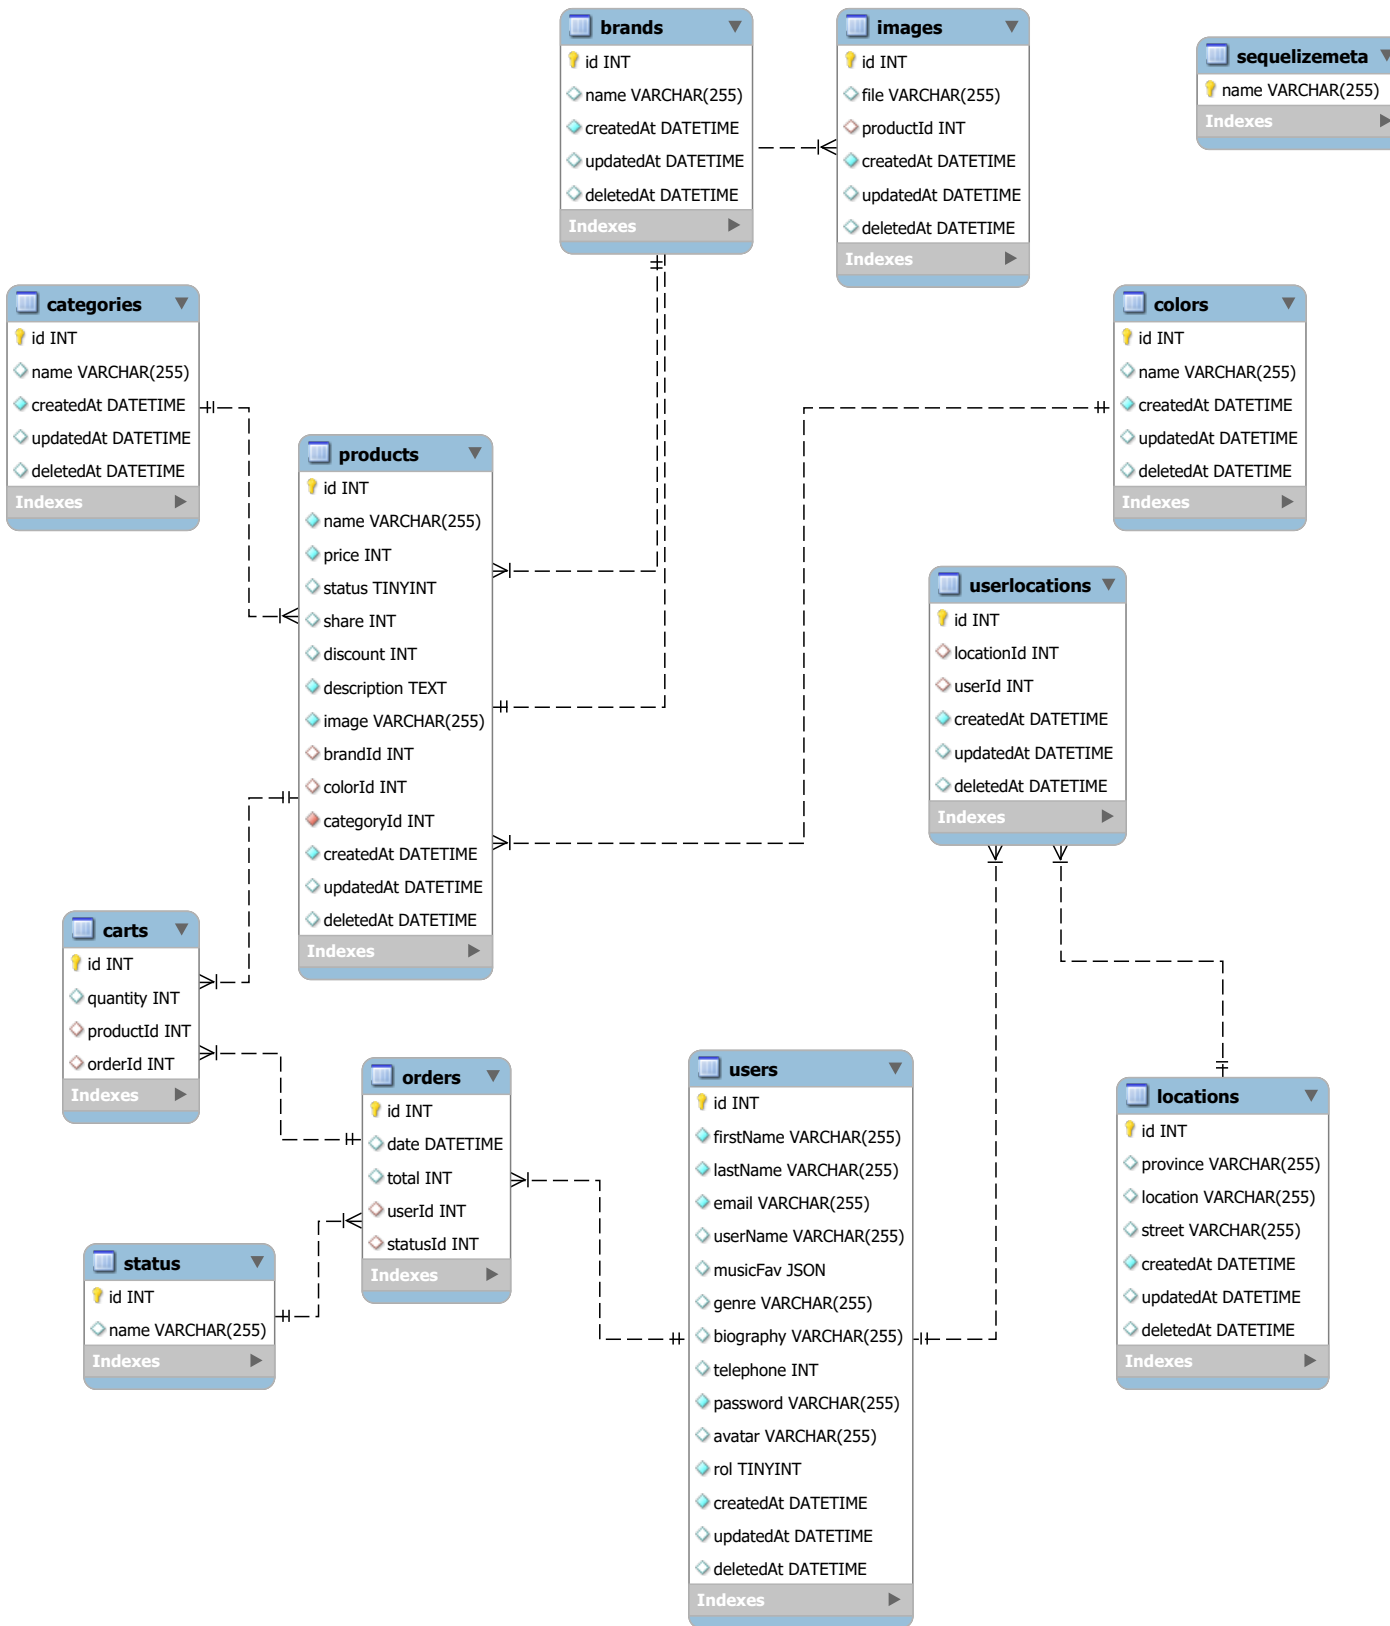 brands
id INT
name VARCHAR(255)
createdAt DATETIME
updatedAt DATETIME
deletedAt DATETIME
Indexes
images
id INT
file VARCHAR(255)
productId INT
createdAt DATETIME
updatedAt DATETIME
deletedAt DATETIME
Indexes
sequelizemeta
name VARCHAR(255)
Indexes
categories
id INT
name VARCHAR(255)
createdAt DATETIME
updatedAt DATETIME
deletedAt DATETIME
Indexes
colors
id INT
name VARCHAR(255)
createdAt DATETIME
updatedAt DATETIME
deletedAt DATETIME
Indexes
products
id INT
name VARCHAR(255)
price INT
status TINYINT
share INT
discount INT
description TEXT
image VARCHAR(255)
brandId INT
colorId INT
categoryId INT
createdAt DATETIME
updatedAt DATETIME
deletedAt DATETIME
Indexes
userlocations
id INT
locationId INT
userId INT
createdAt DATETIME
updatedAt DATETIME
deletedAt DATETIME
Indexes
carts
id INT
quantity INT
productId INT
orderId INT
Indexes
orders
id INT
date DATETIME
total INT
userId INT
statusId INT
Indexes
users
id INT
firstName VARCHAR(255)
lastName VARCHAR(255)
email VARCHAR(255)
userName VARCHAR(255)
musicFav JSON
genre VARCHAR(255)
biography VARCHAR(255)
telephone INT
password VARCHAR(255)
avatar VARCHAR(255)
rol TINYINT
createdAt DATETIME
updatedAt DATETIME
deletedAt DATETIME
Indexes
locations
id INT
province VARCHAR(255)
location VARCHAR(255)
street VARCHAR(255)
createdAt DATETIME
updatedAt DATETIME
deletedAt DATETIME
Indexes
status
id INT
name VARCHAR(255)
Indexes